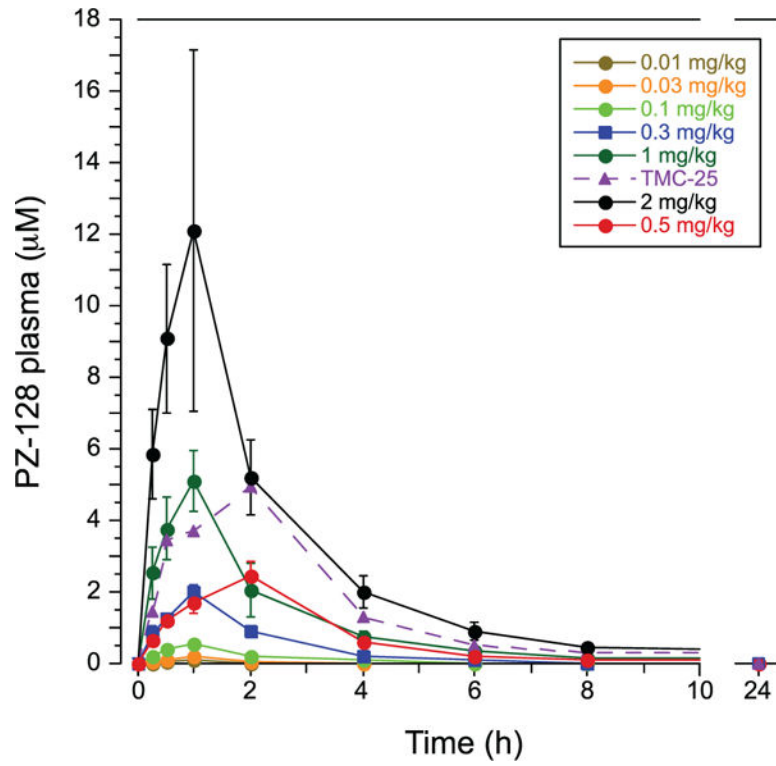 18
16
14
12
10
8
6
4
2
0
PZ-128 plasma (μM)
0.01 mg/kg
0.03 mg/kg
0.1 mg/kg
0.3 mg/kg
1 mg/kg
TMC-25
2 mg/kg
0.5 mg/kg
0 2 4 6 8 10 24
Time (h)